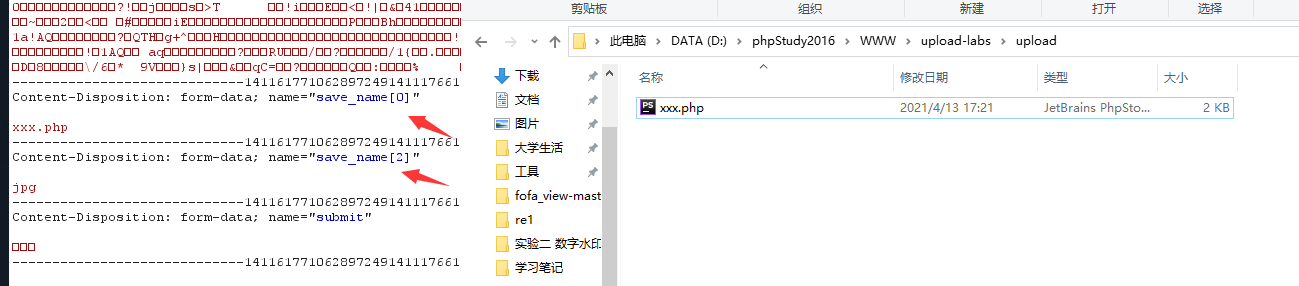 ------------------------------14116177106289724914111​7661
Content-Disposition: form-data; name="save_name[0]"
xxx.php
------------------------------141161771062897249141117661
Content-Disposition: form-data; name="save_name[2]"
jpg
------------------------------141161771062897249141117661
Content-Disposition: form-data; name="submit"
------------------------------141161771062897249141117661
剪贴板 组织 新建 打开 选择
此电脑 > DATA (D:) > phpStudy2016 > WWW > upload-labs > upload
下载
文档
图片
大学生活
工具
fofa_view-mast
re1
实验二 数字水印
学习笔记
名称 修改日期 类型 大小
xxx.php 2021/4/13 17:21 JetBrains PhpSto... 2 KB